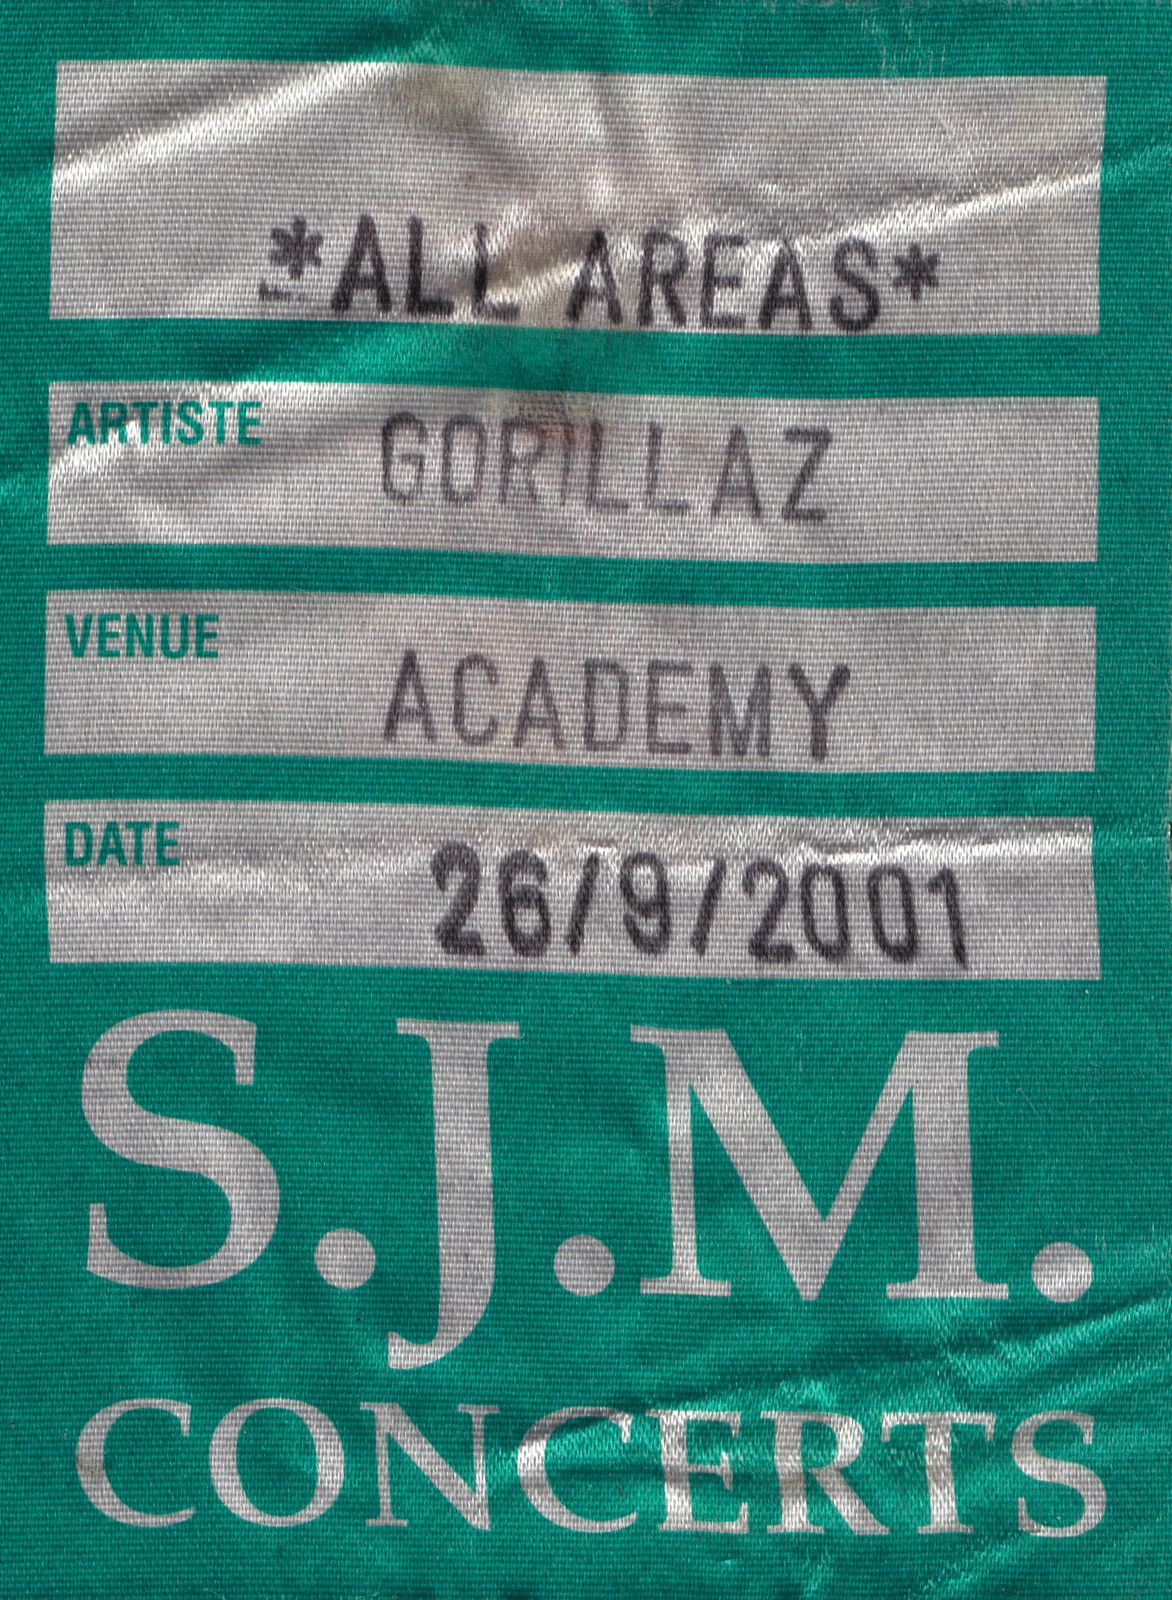 *ALL AREAS*
ARTISTE GORILLAZ
VENUE ACADEMY
DATE 26/9/2001
S.J.M.
CONCERTS